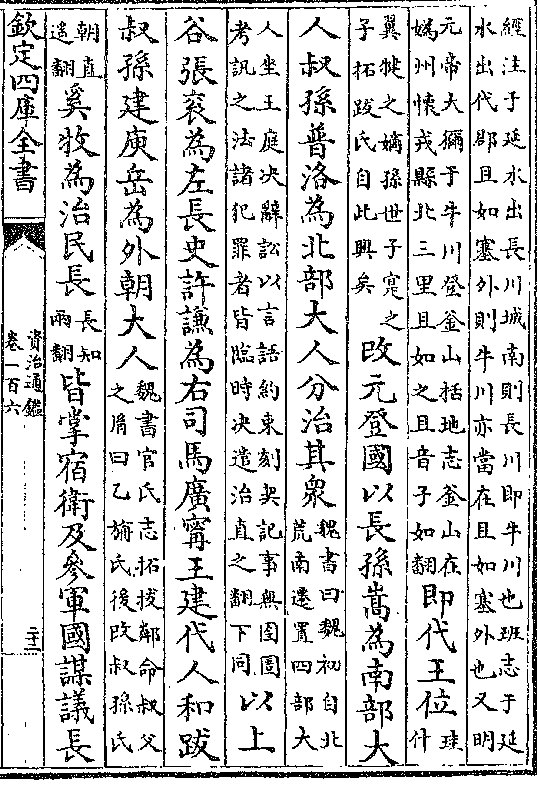 經注于延水出長川城南則長川即牛川也班志于延
水出代郡且如塞外則牛川亦當在且如塞外也又明
元帝大獮于牛川登釜山括地志釜山在
媯州懷戎縣北三里且如之且音子如翻
即代王位
珪
什
翼犍之嫡孫世子寔之
子拓跋氏自此興矣
改元登國以長孫嵩為南部大
人叔孫普洛為北部大人分治其衆
魏書曰魏初自北
荒南遷置四部大
人坐王庭决辭訟以言語約束刻契記事無囹圄
考訊之法諸犯罪者皆臨時决遣治直之翻下同
以上
谷張衮為左長史許謙為右司馬廣甯王建代人和跋
叔孫建庾岳為外朝大人
魏書官氏志拓拔鄰命叔父
之胤曰乙旃氏後改叔孫氏
朝直
遥翻
奚牧為治民長
長知
兩翻
皆掌宿衛及參軍國謀議長
欽定四庫全書
資治通鑑
卷一百六